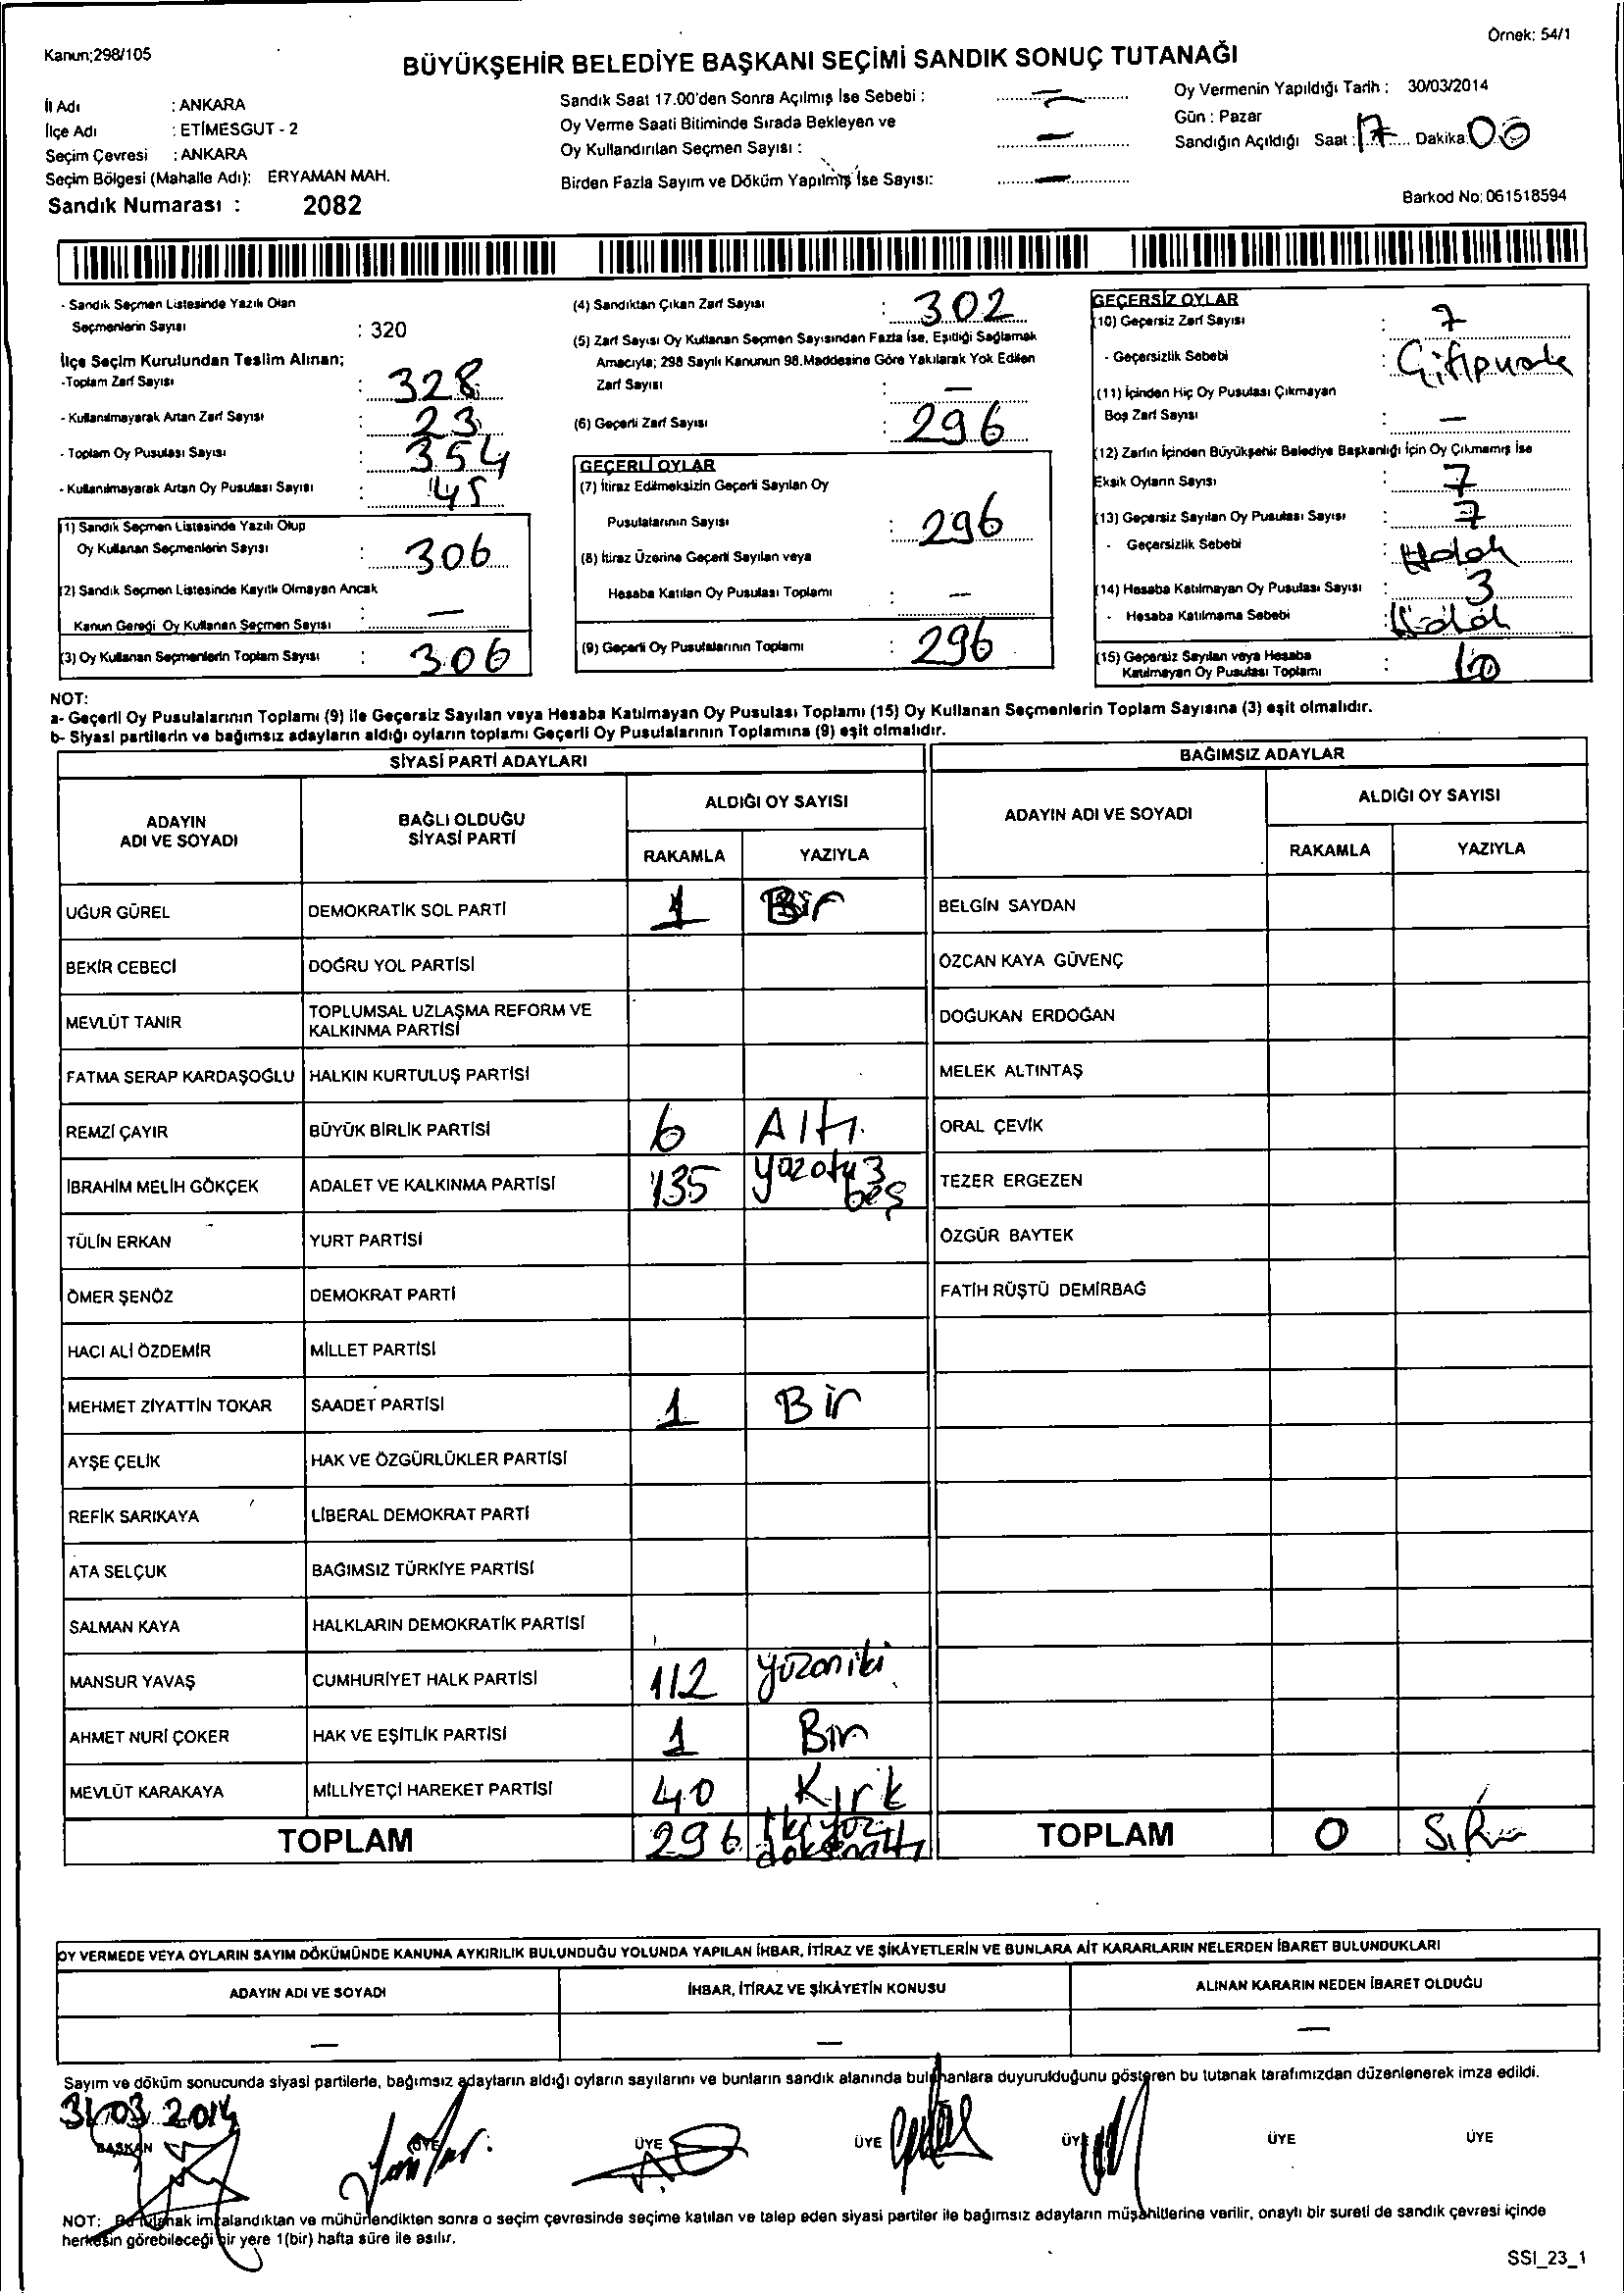 Kanun;298/105
Örnek: 54/1
BÜYÜKŞEHİR BELEDİYE BAŞKANI SEÇİMİ SANDIK SONUÇ TUTANAĞI
İl Adı : ANKARA
İlçe Adı : ETİMESGUT - 2
Seçim Çevresi : ANKARA
Seçim Bölgesi (Mahalle Adı): ERYAMAN MAH.
Sandık Numarası : 2082
Sandık Saat 17.00'den Sonra Açılmış İse Sebebi : —
Oy Verme Saati Bitiminde Sırada Bekleyen ve
Oy Kullandırılan Seçmen Sayısı : —
Birden Fazla Sayım ve Döküm Yapılmış İse Sayısı: —
Oy Vermenin Yapıldığı Tarih : 30/03/2014
Gün : Pazar
Sandığın Açıldığı Saat : 17 Dakika: 00
Barkod No: 061518594
- Sandık Seçmen Listesinde Yazılı Olan
Seçmenlerin Sayısı : 320
İlçe Seçim Kurulundan Teslim Alınan;
-Toplam Zarf Sayısı : 328
- Kullanılmayarak Artan Zarf Sayısı : 23
- Toplam Oy Pusulası Sayısı : 354
- Kullanılmayarak Artan Oy Pusulası Sayısı : 45
(1) Sandık Seçmen Listesinde Yazılı Olup
Oy Kullanan Seçmenlerin Sayısı : 306
(2) Sandık Seçmen Listesinde Kayıtlı Olmayan Ancak
Kanun Gereği Oy Kullanan Seçmen Sayısı : —
(3) Oy Kullanan Seçmenlerin Toplam Sayısı : 306
(4) Sandıktan Çıkan Zarf Sayısı : 302
(5) Zarf Sayısı Oy Kullanan Seçmen Sayısından Fazla İse, Eşitliği Sağlamak
Amacıyla; 298 Sayılı Kanunun 98.Maddesine Göre Yakılarak Yok Edilen
Zarf Sayısı : —
(6) Geçerli Zarf Sayısı : 296
GEÇERLİ OYLAR
(7) İtiraz Edilmeksizin Geçerli Sayılan Oy
Pusulalarının Sayısı : 296
(8) İtiraz Üzerine Geçerli Sayılan veya
Hesaba Katılan Oy Pusulası Toplamı : —
(9) Geçerli Oy Pusulalarının Toplamı : 296
GEÇERSİZ OYLAR
(10) Geçersiz Zarf Sayısı : 7
- Geçersizlik Sebebi :
(11) İçinden Hiç Oy Pusulası Çıkmayan
Boş Zarf Sayısı : —
(12) Zarfın İçinden Büyükşehir Belediye Başkanlığı İçin Oy Çıkmamış İse
Eksik Oyların Sayısı : 7
(13) Geçersiz Sayılan Oy Pusulası Sayısı : 7
- Geçersizlik Sebebi :
(14) Hesaba Katılmayan Oy Pusulası Sayısı : 3
- Hesaba Katılmama Sebebi :
(15) Geçersiz Sayılan veya Hesaba
Katılmayan Oy Pusulası Toplamı : 10
NOT:
a- Geçerli Oy Pusulalarının Toplamı (9) ile Geçersiz Sayılan veya Hesaba Katılmayan Oy Pusulası Toplamı (15) Oy Kullanan Seçmenlerin Toplam Sayısına (3) eşit olmalıdır.
b- Siyasi partilerin ve bağımsız adayların aldığı oyların toplamı Geçerli Oy Pusulalarının Toplamına (9) eşit olmalıdır.
SİYASİ PARTİ ADAYLARI
ADAYIN ADI VE SOYADI BAĞLI OLDUĞU SİYASİ PARTİ ALDIĞI OY SAYISI
RAKAMLA YAZIYLA
UĞUR GÜREL DEMOKRATİK SOL PARTİ 1 Bir
BEKİR CEBECİ DOĞRU YOL PARTİSİ
MEVLÜT TANIR TOPLUMSAL UZLAŞMA REFORM VE KALKINMA PARTİSİ
FATMA SERAP KARDAŞOĞLU HALKIN KURTULUŞ PARTİSİ
REMZİ ÇAYIR BÜYÜK BİRLİK PARTİSİ 6 Altı
İBRAHİM MELİH GÖKÇEK ADALET VE KALKINMA PARTİSİ 135 yüzotuz beş
TÜLİN ERKAN YURT PARTİSİ
ÖMER ŞENÖZ DEMOKRAT PARTİ
HACI ALİ ÖZDEMİR MİLLET PARTİSİ
MEHMET ZİYATTİN TOKAR SAADET PARTİSİ 1 Bir
AYŞE ÇELİK HAK VE ÖZGÜRLÜKLER PARTİSİ
REFİK SARIKAYA LİBERAL DEMOKRAT PARTİ
ATA SELÇUK BAĞIMSIZ TÜRKİYE PARTİSİ
SALMAN KAYA HALKLARIN DEMOKRATİK PARTİSİ
MANSUR YAVAŞ CUMHURİYET HALK PARTİSİ 112 yüzoniki
AHMET NURİ ÇOKER HAK VE EŞİTLİK PARTİSİ 1 Bir
MEVLÜT KARAKAYA MİLLİYETÇİ HAREKET PARTİSİ 40 Kırk
TOPLAM 296 ikiyüz doksanaltı
BAĞIMSIZ ADAYLAR
ADAYIN ADI VE SOYADI ALDIĞI OY SAYISI
RAKAMLA YAZIYLA
BELGİN SAYDAN
ÖZCAN KAYA GÜVENÇ
DOĞUKAN ERDOĞAN
MELEK ALTINTAŞ
ORAL ÇEVİK
TEZER ERGEZEN
ÖZGÜR BAYTEK
FATİH RÜŞTÜ DEMİRBAĞ
TOPLAM 0 Sıfır
OY VERMEDE VEYA OYLARIN SAYIM DÖKÜMÜNDE KANUNA AYKIRILIK BULUNDUĞU YOLUNDA YAPILAN İHBAR, İTİRAZ VE ŞİKÂYETLERİN VE BUNLARA AİT KARARLARIN NELERDEN İBARET BULUNDUKLARI
ADAYIN ADI VE SOYADI İHBAR, İTİRAZ VE ŞİKÂYETİN KONUSU ALINAN KARARIN NEDEN İBARET OLDUĞU
— — —
Sayım ve döküm sonucunda siyasi partilerle, bağımsız adayların aldığı oyların sayılarını ve bunların sandık alanında bulunanlara duyurulduğunu gösteren bu tutanak tarafımızdan düzenlenerek imza edildi.
31.03.2014
BAŞKAN ÜYE ÜYE ÜYE ÜYE ÜYE ÜYE
NOT: Bu tutanak imzalandıktan ve mühürlendikten sonra o seçim çevresinde seçime katılan ve talep eden siyasi partiler ile bağımsız adayların müşahitlerine verilir, onaylı bir sureti de sandık çevresi içinde
herkesin görebileceği bir yere 1(bir) hafta süre ile asılır.
SSI_23_1